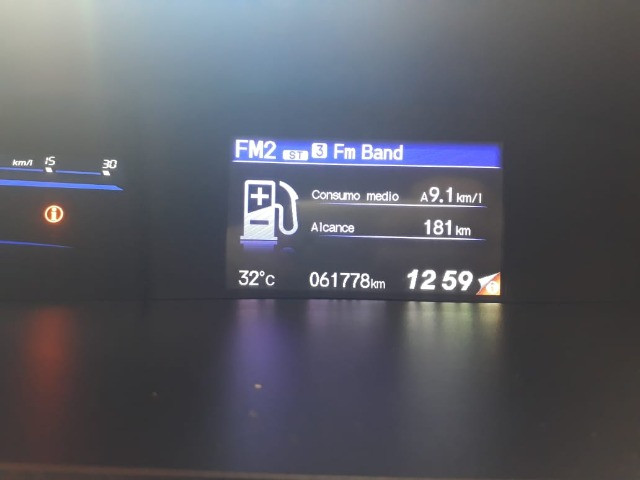 km/l 15 30
FM2 ST 3 Fm Band
Consumo medio A9.1km/l
Alcance 181km
32°C 061778km 12 59